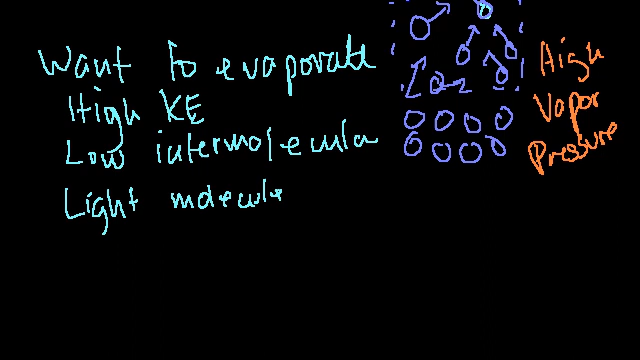 Want to evaporate
High KE
Low intermolecula
Light molecule
High
Vapor
Pressure